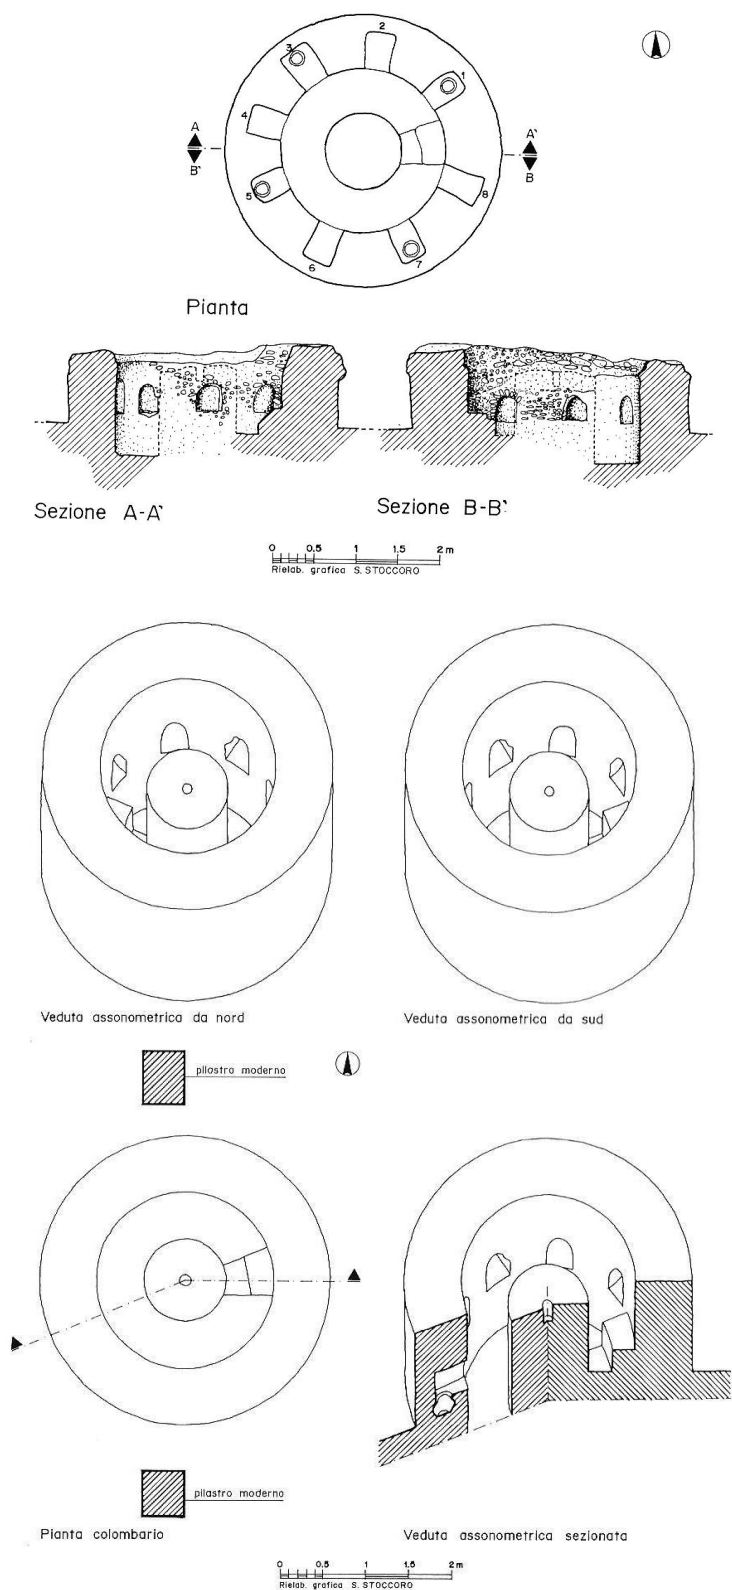 2
3
1
4
A
A'
B'
B
5
8
6
7
Pianta
Sezione A-A'
Sezione B-B'
0 0.5 1 1.5 2 m
Rielab. grafica S. STOCCORO
Veduta assonometrica da nord
Veduta assonometrica da sud
pilastro moderno
pilastro moderno
Pianta colombario
Veduta assonometrica sezionata
0 0.5 1 1.5 2 m
Rielab. grafica S. STOCCORO